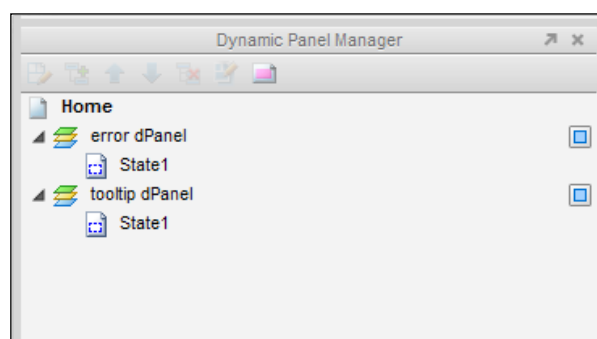 Dynamic Panel Manager
Home
error dPanel
State1
tooltip dPanel
State1